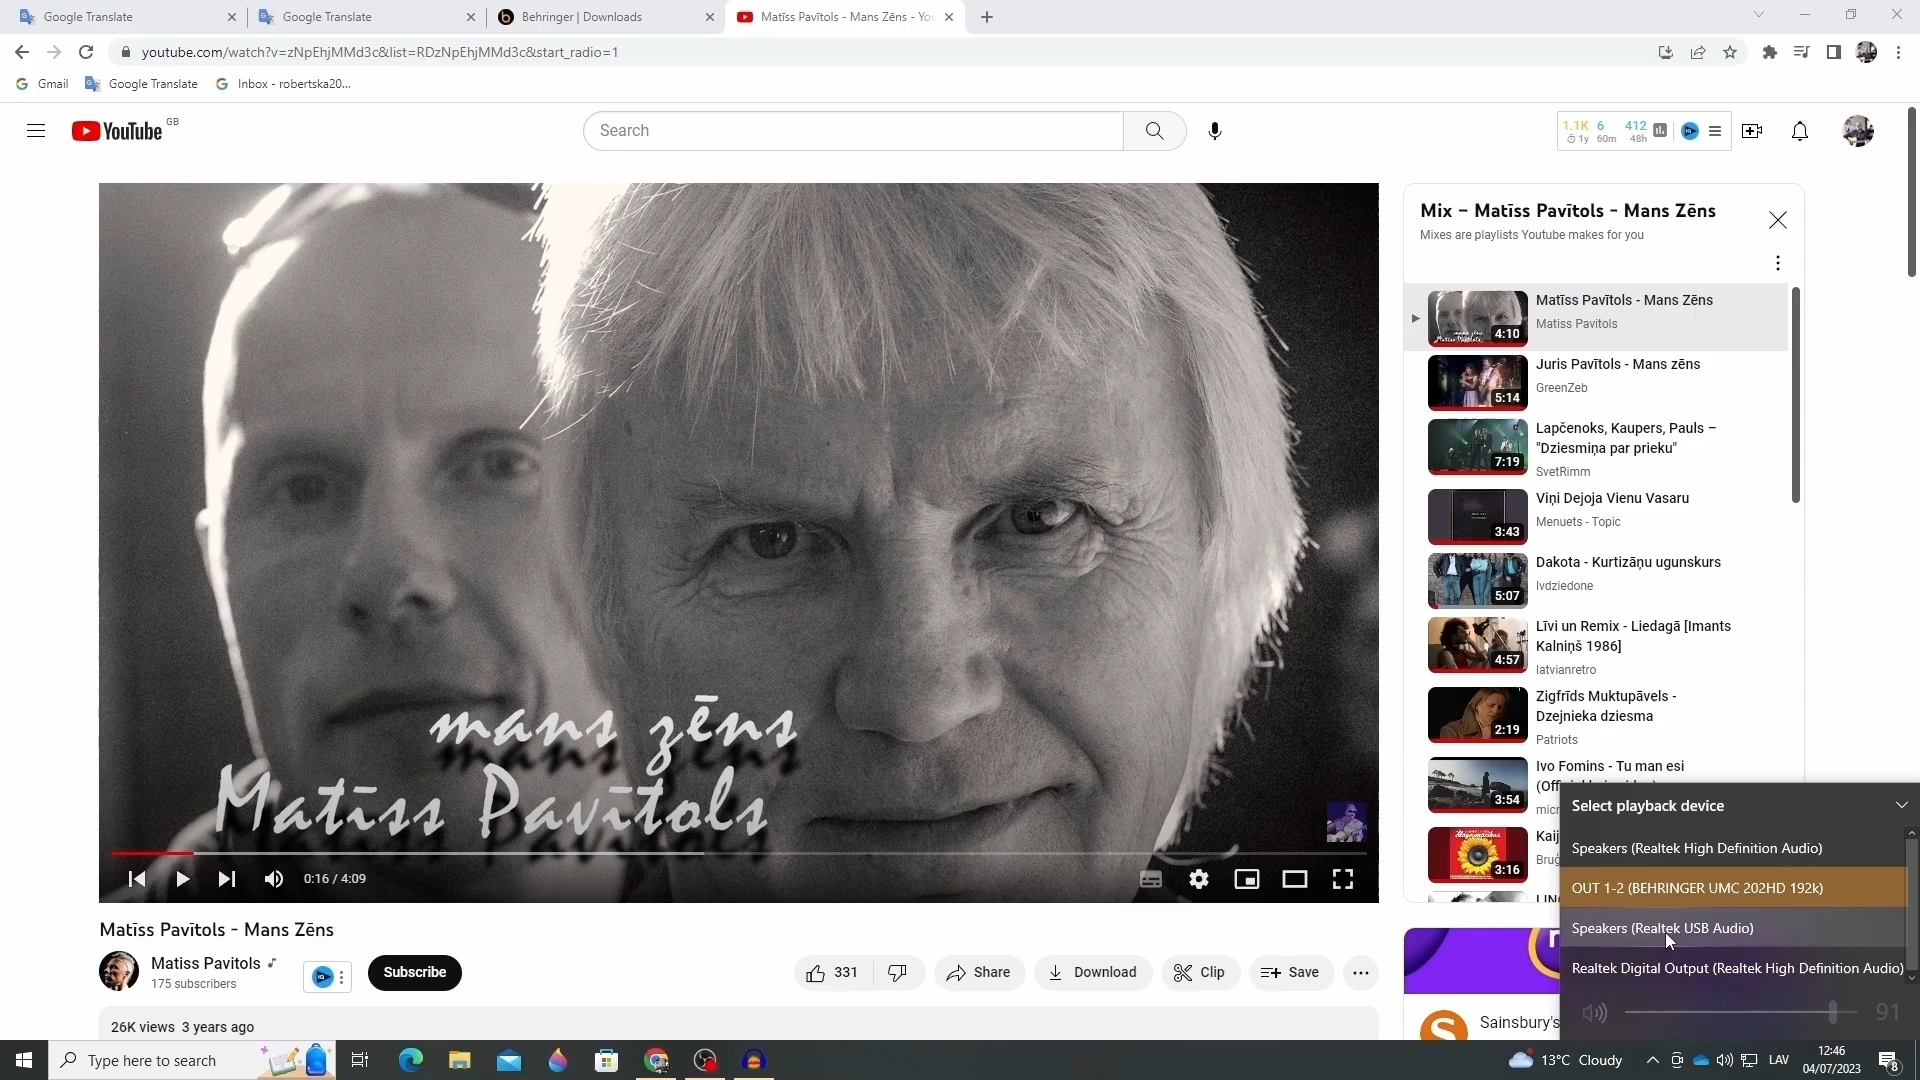 Google Translate
Google Translate
Behringer | Downloads
Matīss Pavītols - Mans Zēns - You
youtube.com/watch?v=zNpEhjMMd3c&list=RDzNpEhjMMd3c&start_radio=1
Gmail
Google Translate
Inbox - robertska20...
YouTube GB
Search
1.1K 6 412
1y 60m 48h
Mix – Matīss Pavītols - Mans Zēns
Mixes are playlists Youtube makes for you
Matīss Pavītols - Mans Zēns
Matiss Pavitols
4:10
Juris Pavītols - Mans zēns
GreenZeb
5:14
Lapčenoks, Kaupers, Pauls –
"Dziesmiņa par prieku"
SvetRimm
7:19
Viņi Dejoja Vienu Vasaru
Menuets - Topic
3:43
Dakota - Kurtizāņu ugunskurs
lvdziedone
5:07
Līvi un Remix - Liedagā [Imants
Kalniņš 1986]
latvianretro
4:57
Zigfrīds Muktupāvels -
Dzejnieka dziesma
Patriots
2:19
Ivo Fomins - Tu man esi
3:54
3:16
mans zēns
Matīss Pavītols
0:16 / 4:09
Matīss Pavītols - Mans Zēns
Matiss Pavitols
175 subscribers
Subscribe
331
Share
Download
Clip
Save
26K views 3 years ago
Sainsbury's
Select playback device
Speakers (Realtek High Definition Audio)
OUT 1-2 (BEHRINGER UMC 202HD 192k)
Speakers (Realtek USB Audio)
Realtek Digital Output (Realtek High Definition Audio)
91
Type here to search
13°C Cloudy
LAV
12:46
04/07/2023
8